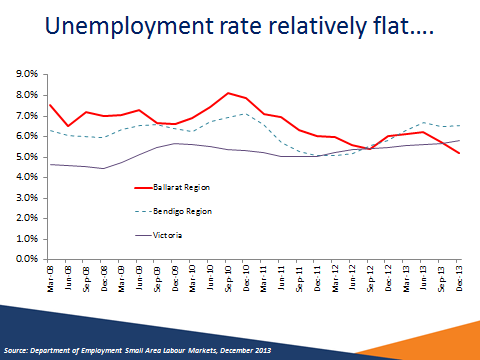 Unemployment rate relatively flat....
9.0%
8.0%
7.0%
6.0%
5.0%
4.0%
3.0%
2.0%
1.0%
0.0%
Ballarat Region
Bendigo Region
Victoria
Mar-08
Jun-08
Sep-08
Dec-08
Mar-09
Jun-09
Sep-09
Dec-09
Mar-10
Jun-10
Sep-10
Dec-10
Mar-11
Jun-11
Sep-11
Dec-11
Mar-12
Jun-12
Sep-12
Dec-12
Mar-13
Jun-13
Sep-13
Dec-13
Source: Department of Employment Small Area Labour Markets, December 2013